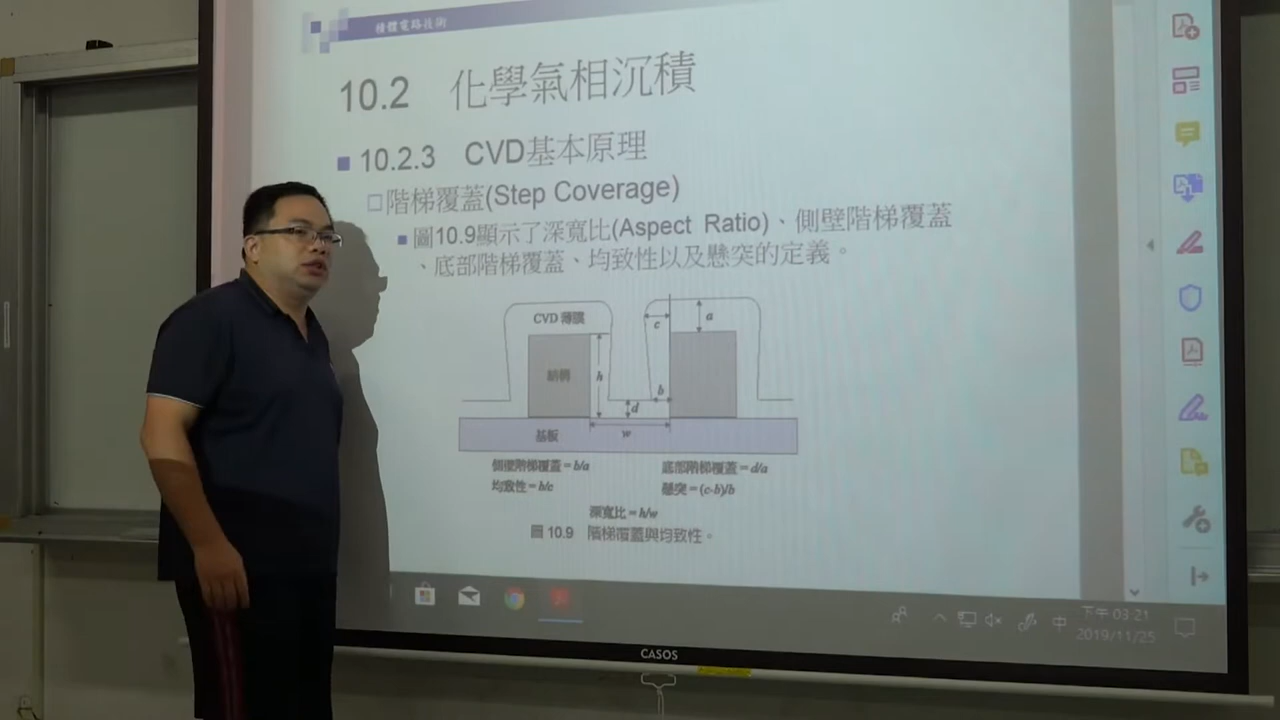 積體電路技術
10.2 化學氣相沉積
10.2.3 CVD基本原理
階梯覆蓋(Step Coverage)
圖10.9顯示了深寬比(Aspect Ratio)、側壁階梯覆蓋
、底部階梯覆蓋、均致性以及懸突的定義。
CVD 薄膜
c
a
結構
h
b
d
w
基板
側壁階梯覆蓋=b/a
底部階梯覆蓋=d/a
均致性=b/c
懸突=(c-b)/b
深寬比=h/w
圖 10.9 階梯覆蓋與均致性。
中
下午 03:21
2019/11/25
CASOS